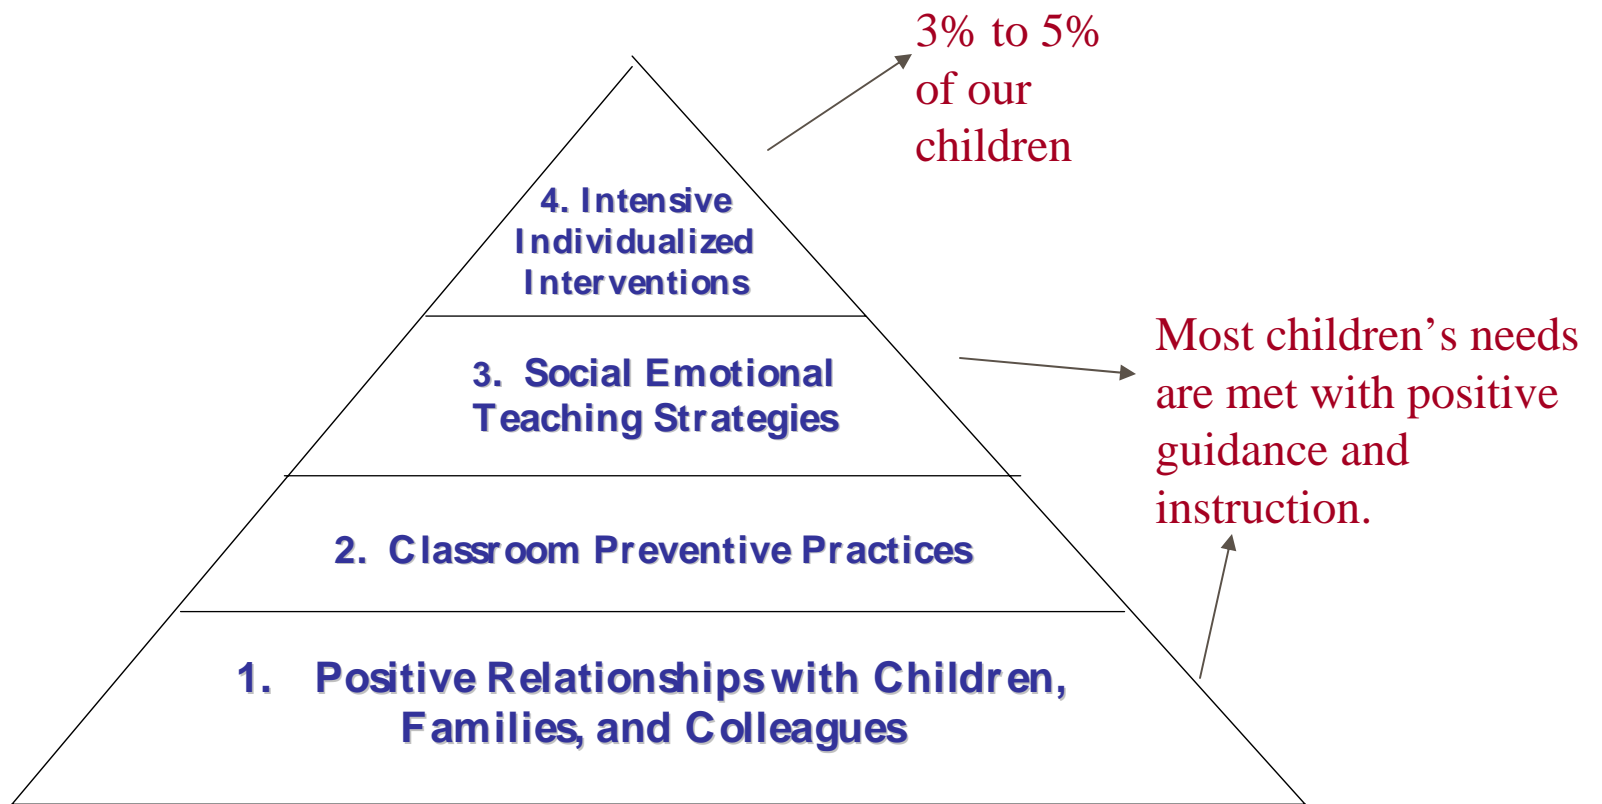 3% to 5%
of our
children
4. Intensive
Individualized
Interventions
Most children’s needs
are met with positive
guidance and
instruction.
3. Social Emotional
Teaching Strategies
2. Classroom Preventive Practices
1. Positive Relationships with Children,
Families, and Colleagues